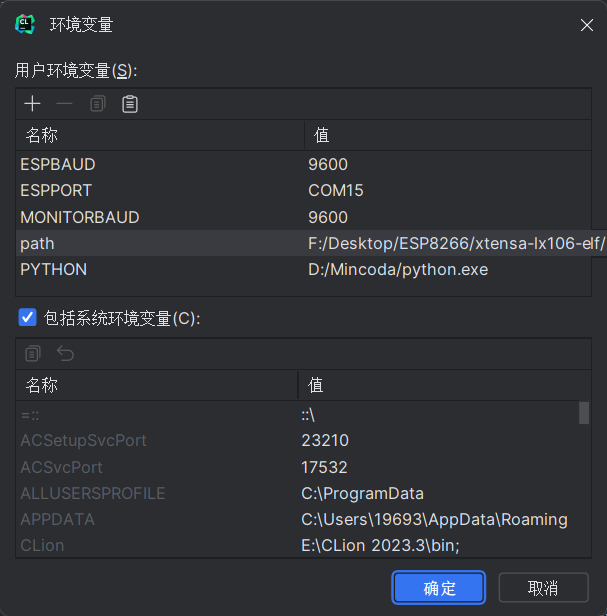 CL 环境变量
用户环境变量(S):
名称 值
ESPBAUD 9600
ESPPORT COM15
MONITORBAUD 9600
path F:/Desktop/ESP8266/xtensa-lx106-elf/
PYTHON D:/Mincoda/python.exe
包括系统环境变量(C):
名称 值
=:: ::\
ACSetupSvcPort 23210
ACSvcPort 17532
ALLUSERSPROFILE C:\ProgramData
APPDATA C:\Users\19693\AppData\Roaming
CLion E:\CLion 2023.3\bin;
确定 取消